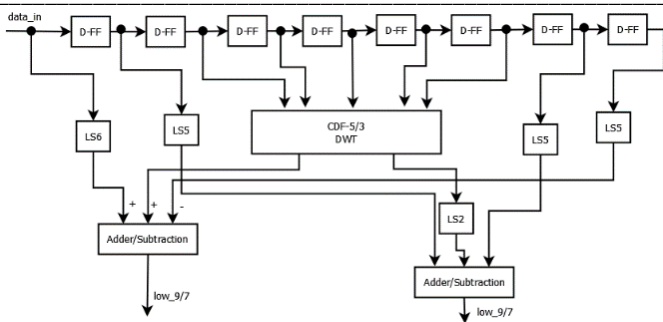 data_in
D-FF D-FF D-FF D-FF D-FF D-FF D-FF D-FF
CDF-5/3
DWT
LS6
LS5
LS5
LS5
+ + -
LS2
Adder/Subtraction
Adder/Subtraction
low_9/7
low_9/7